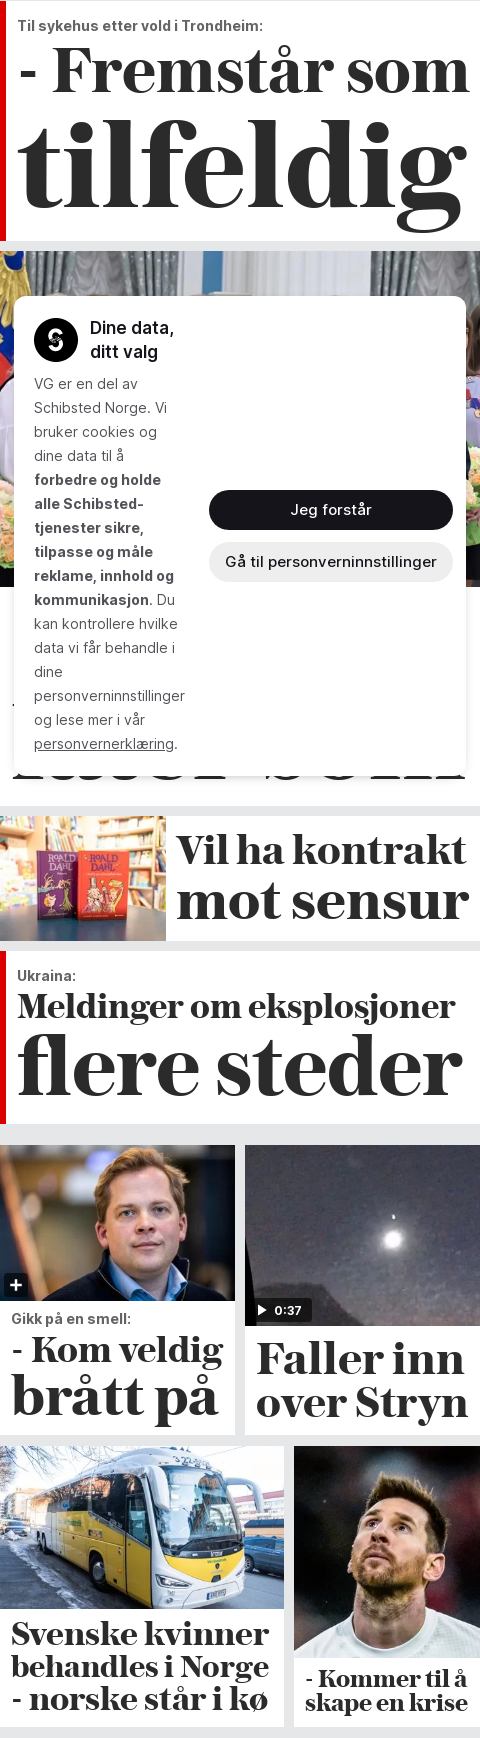 Til sykehus etter vold i Trondheim:
- Fremstår som
tilfeldig
Dine data,
ditt valg
VG er en del av
Schibsted Norge. Vi
bruker cookies og
dine data til å
forbedre og holde
alle Schibsted-
tjenester sikre,
tilpasse og måle
reklame, innhold og
kommunikasjon. Du
kan kontrollere hvilke
data vi får behandle i
dine
personverninnstillinger
og lese mer i vår
personvernerklæring.
Jeg forstår
Gå til personverninnstillinger
ROALD
DAHL
ROALD
DAHL
Vil ha kontrakt
mot sensur
Ukraina:
Meldinger om eksplosjoner
flere steder
Gikk på en smell:
- Kom veldig
brått på
0:37
Faller inn
over Stryn
Svenske kvinner
behandles i Norge
- norske står i kø
- Kommer til å
skape en krise